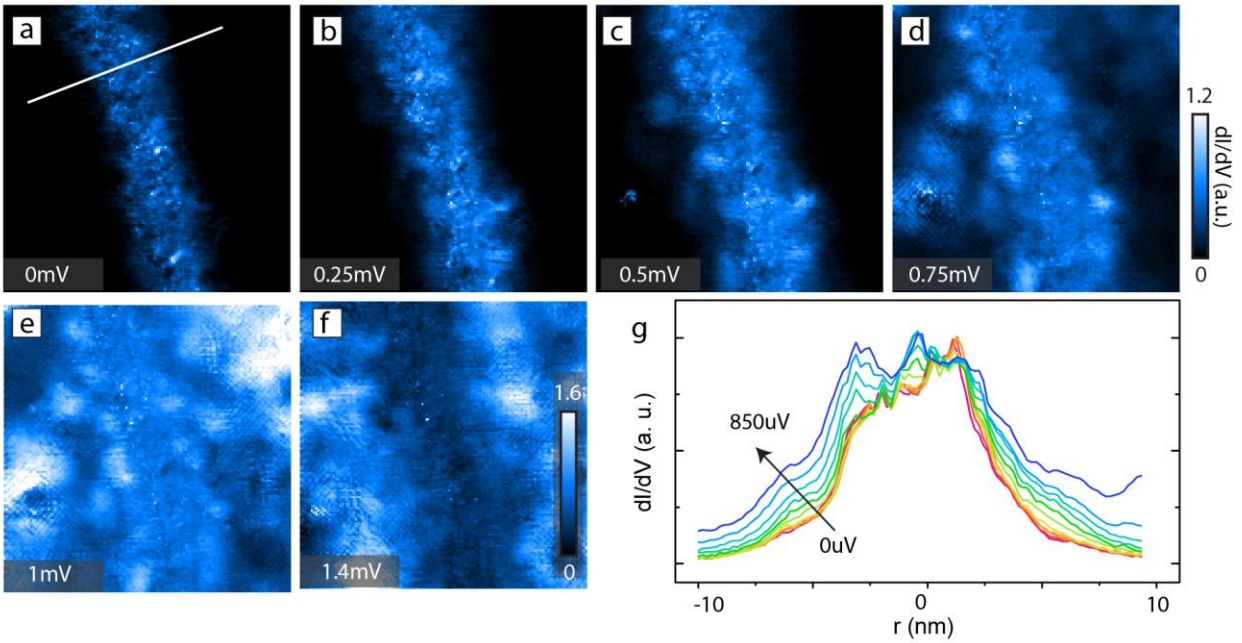 a
0mV
b
0.25mV
c
0.5mV
d
0.75mV
1.2
dI/dV (a.u.)
0
e
1mV
f
1.4mV
1.6
0
g
dI/dV (a. u.)
850uV
0uV
-10
0
10
r (nm)